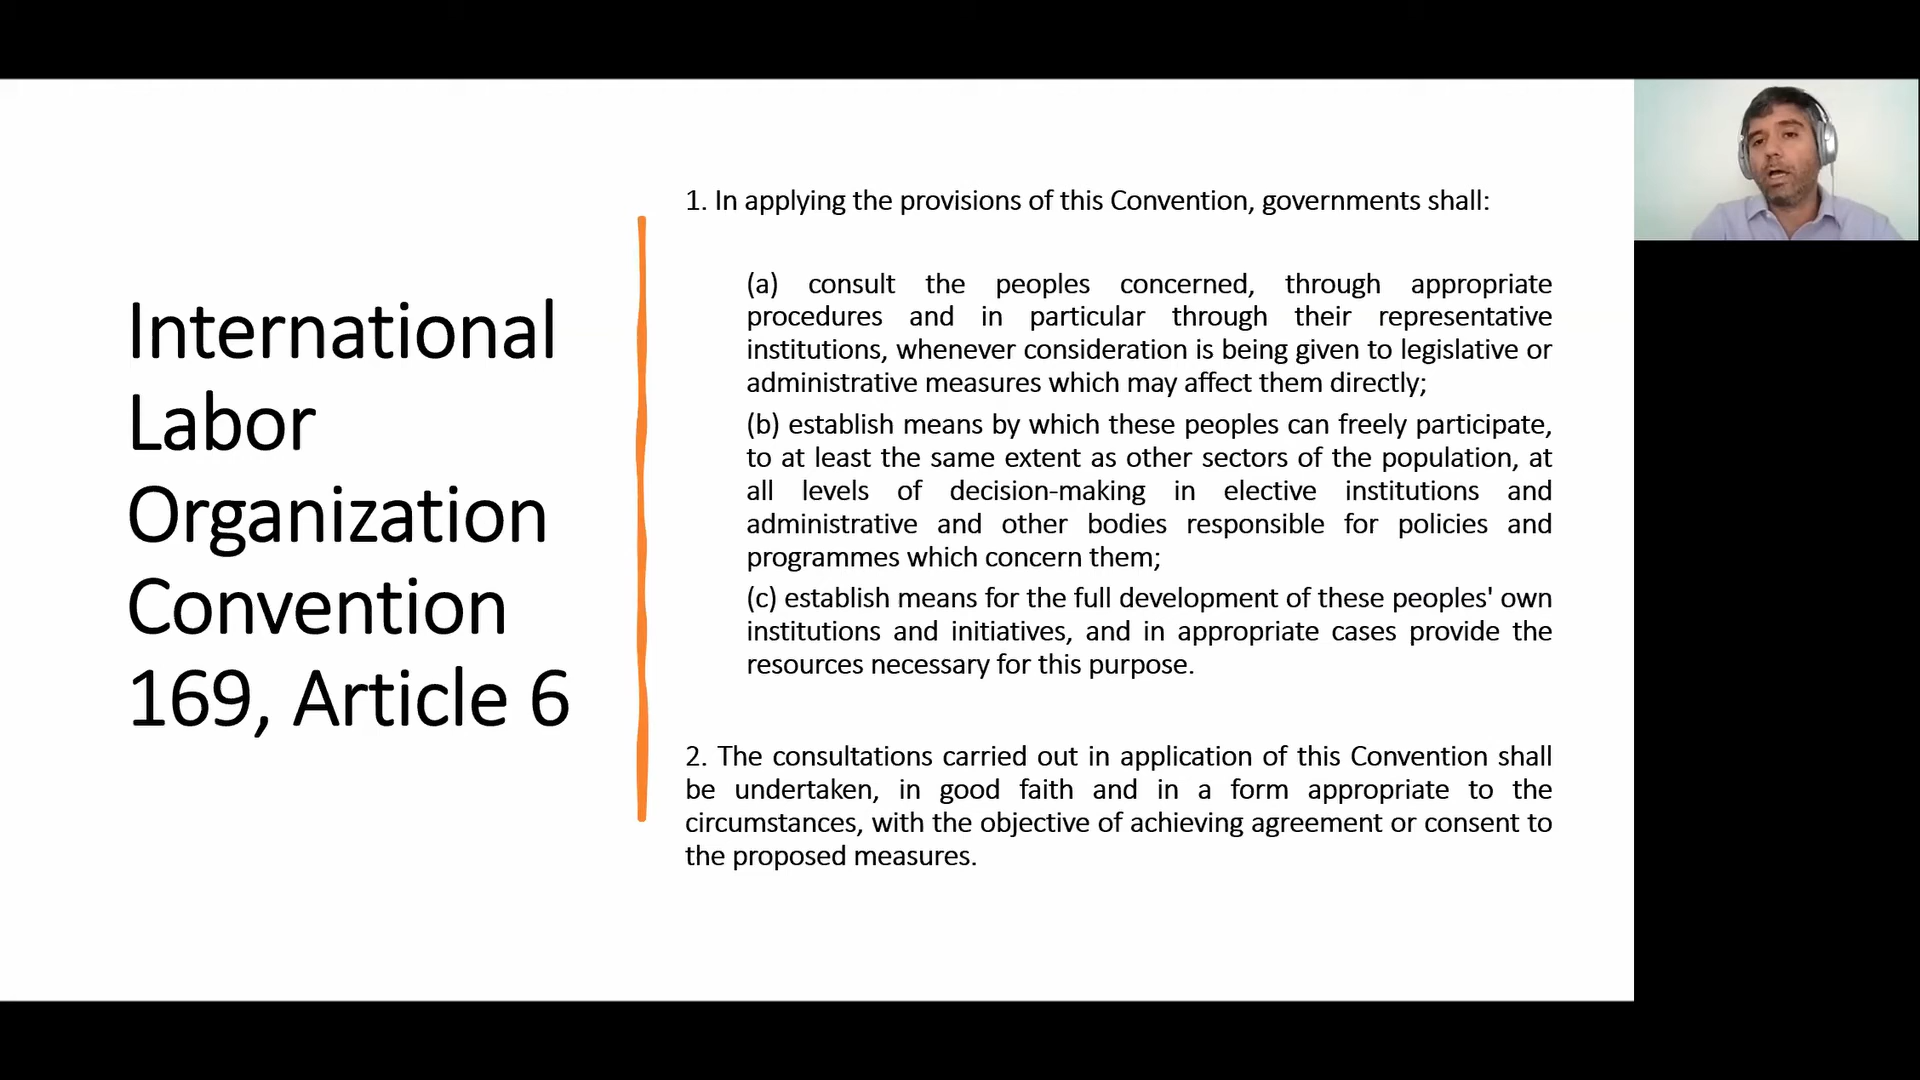 International
Labor
Organization
Convention
169, Article 6
1. In applying the provisions of this Convention, governments shall:
(a) consult the peoples concerned, through appropriate
procedures and in particular through their representative
institutions, whenever consideration is being given to legislative or
administrative measures which may affect them directly;
(b) establish means by which these peoples can freely participate,
to at least the same extent as other sectors of the population, at
all levels of decision-making in elective institutions and
administrative and other bodies responsible for policies and
programmes which concern them;
(c) establish means for the full development of these peoples' own
institutions and initiatives, and in appropriate cases provide the
resources necessary for this purpose.
2. The consultations carried out in application of this Convention shall
be undertaken, in good faith and in a form appropriate to the
circumstances, with the objective of achieving agreement or consent to
the proposed measures.